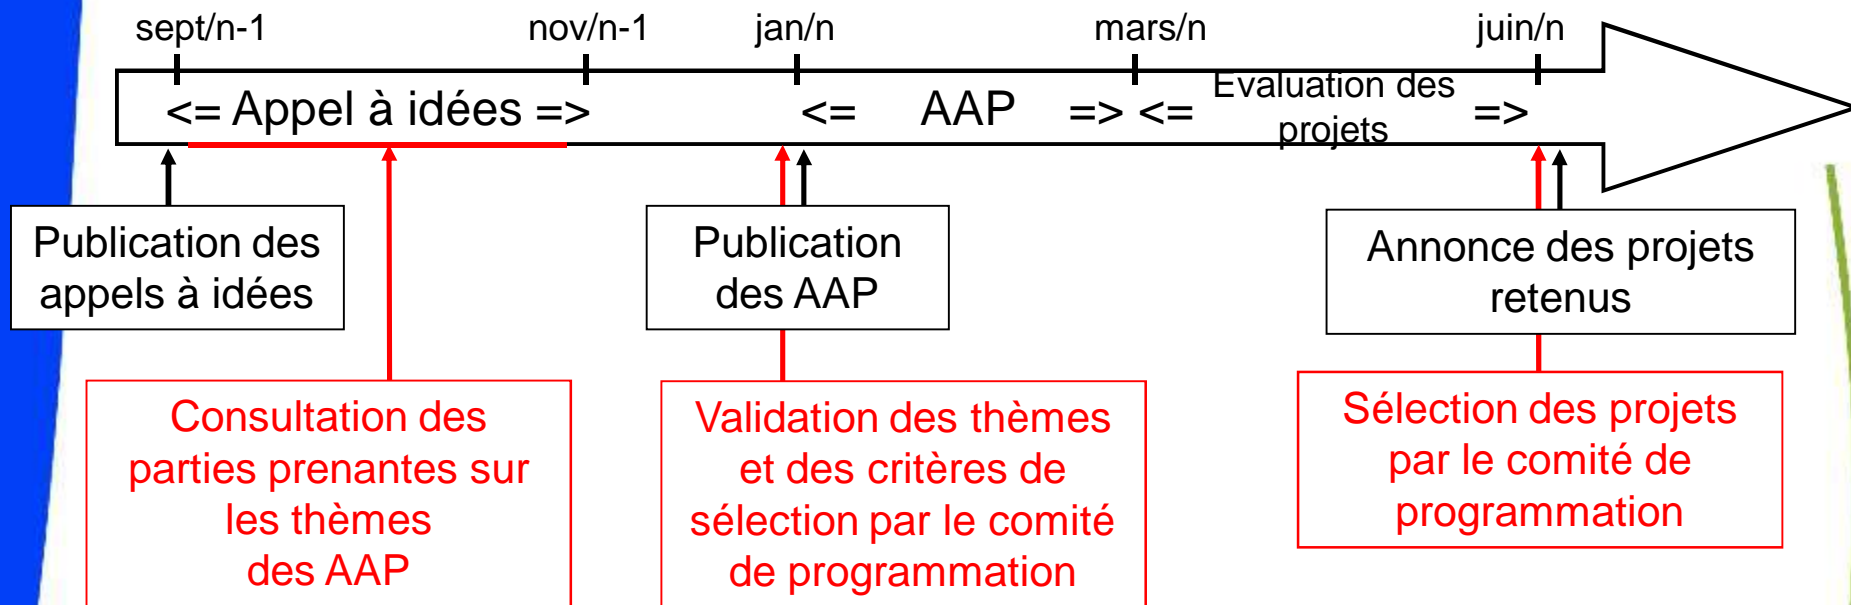 sept/n-1 nov/n-1 jan/n mars/n juin/n
<= Appel à idées => <= AAP => <= Evaluation des =>
projets
Publication des
appels à idées
Publication
des AAP
Annonce des projets
retenus
Consultation des
parties prenantes sur
les thèmes
des AAP
Validation des thèmes
et des critères de
sélection par le comité
de programmation
Sélection des projets
par le comité de
programmation